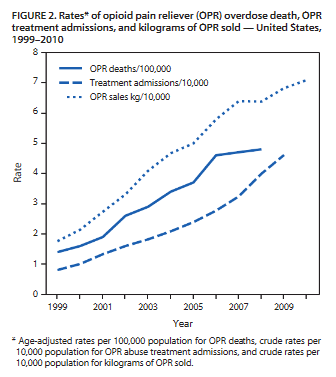 FIGURE 2. Rates* of opioid pain reliever (OPR) overdose death, OPR
treatment admissions, and kilograms of OPR sold — United States,
1999–2010
8
OPR deaths/100,000
Treatment admissions/10,000
OPR sales kg/10,000
7
6
5
4
3
2
1
0
Rate
1999 2001 2003 2005 2007 2009
Year
* Age-adjusted rates per 100,000 population for OPR deaths, crude rates per
10,000 population for OPR abuse treatment admissions, and crude rates per
10,000 population for kilograms of OPR sold.